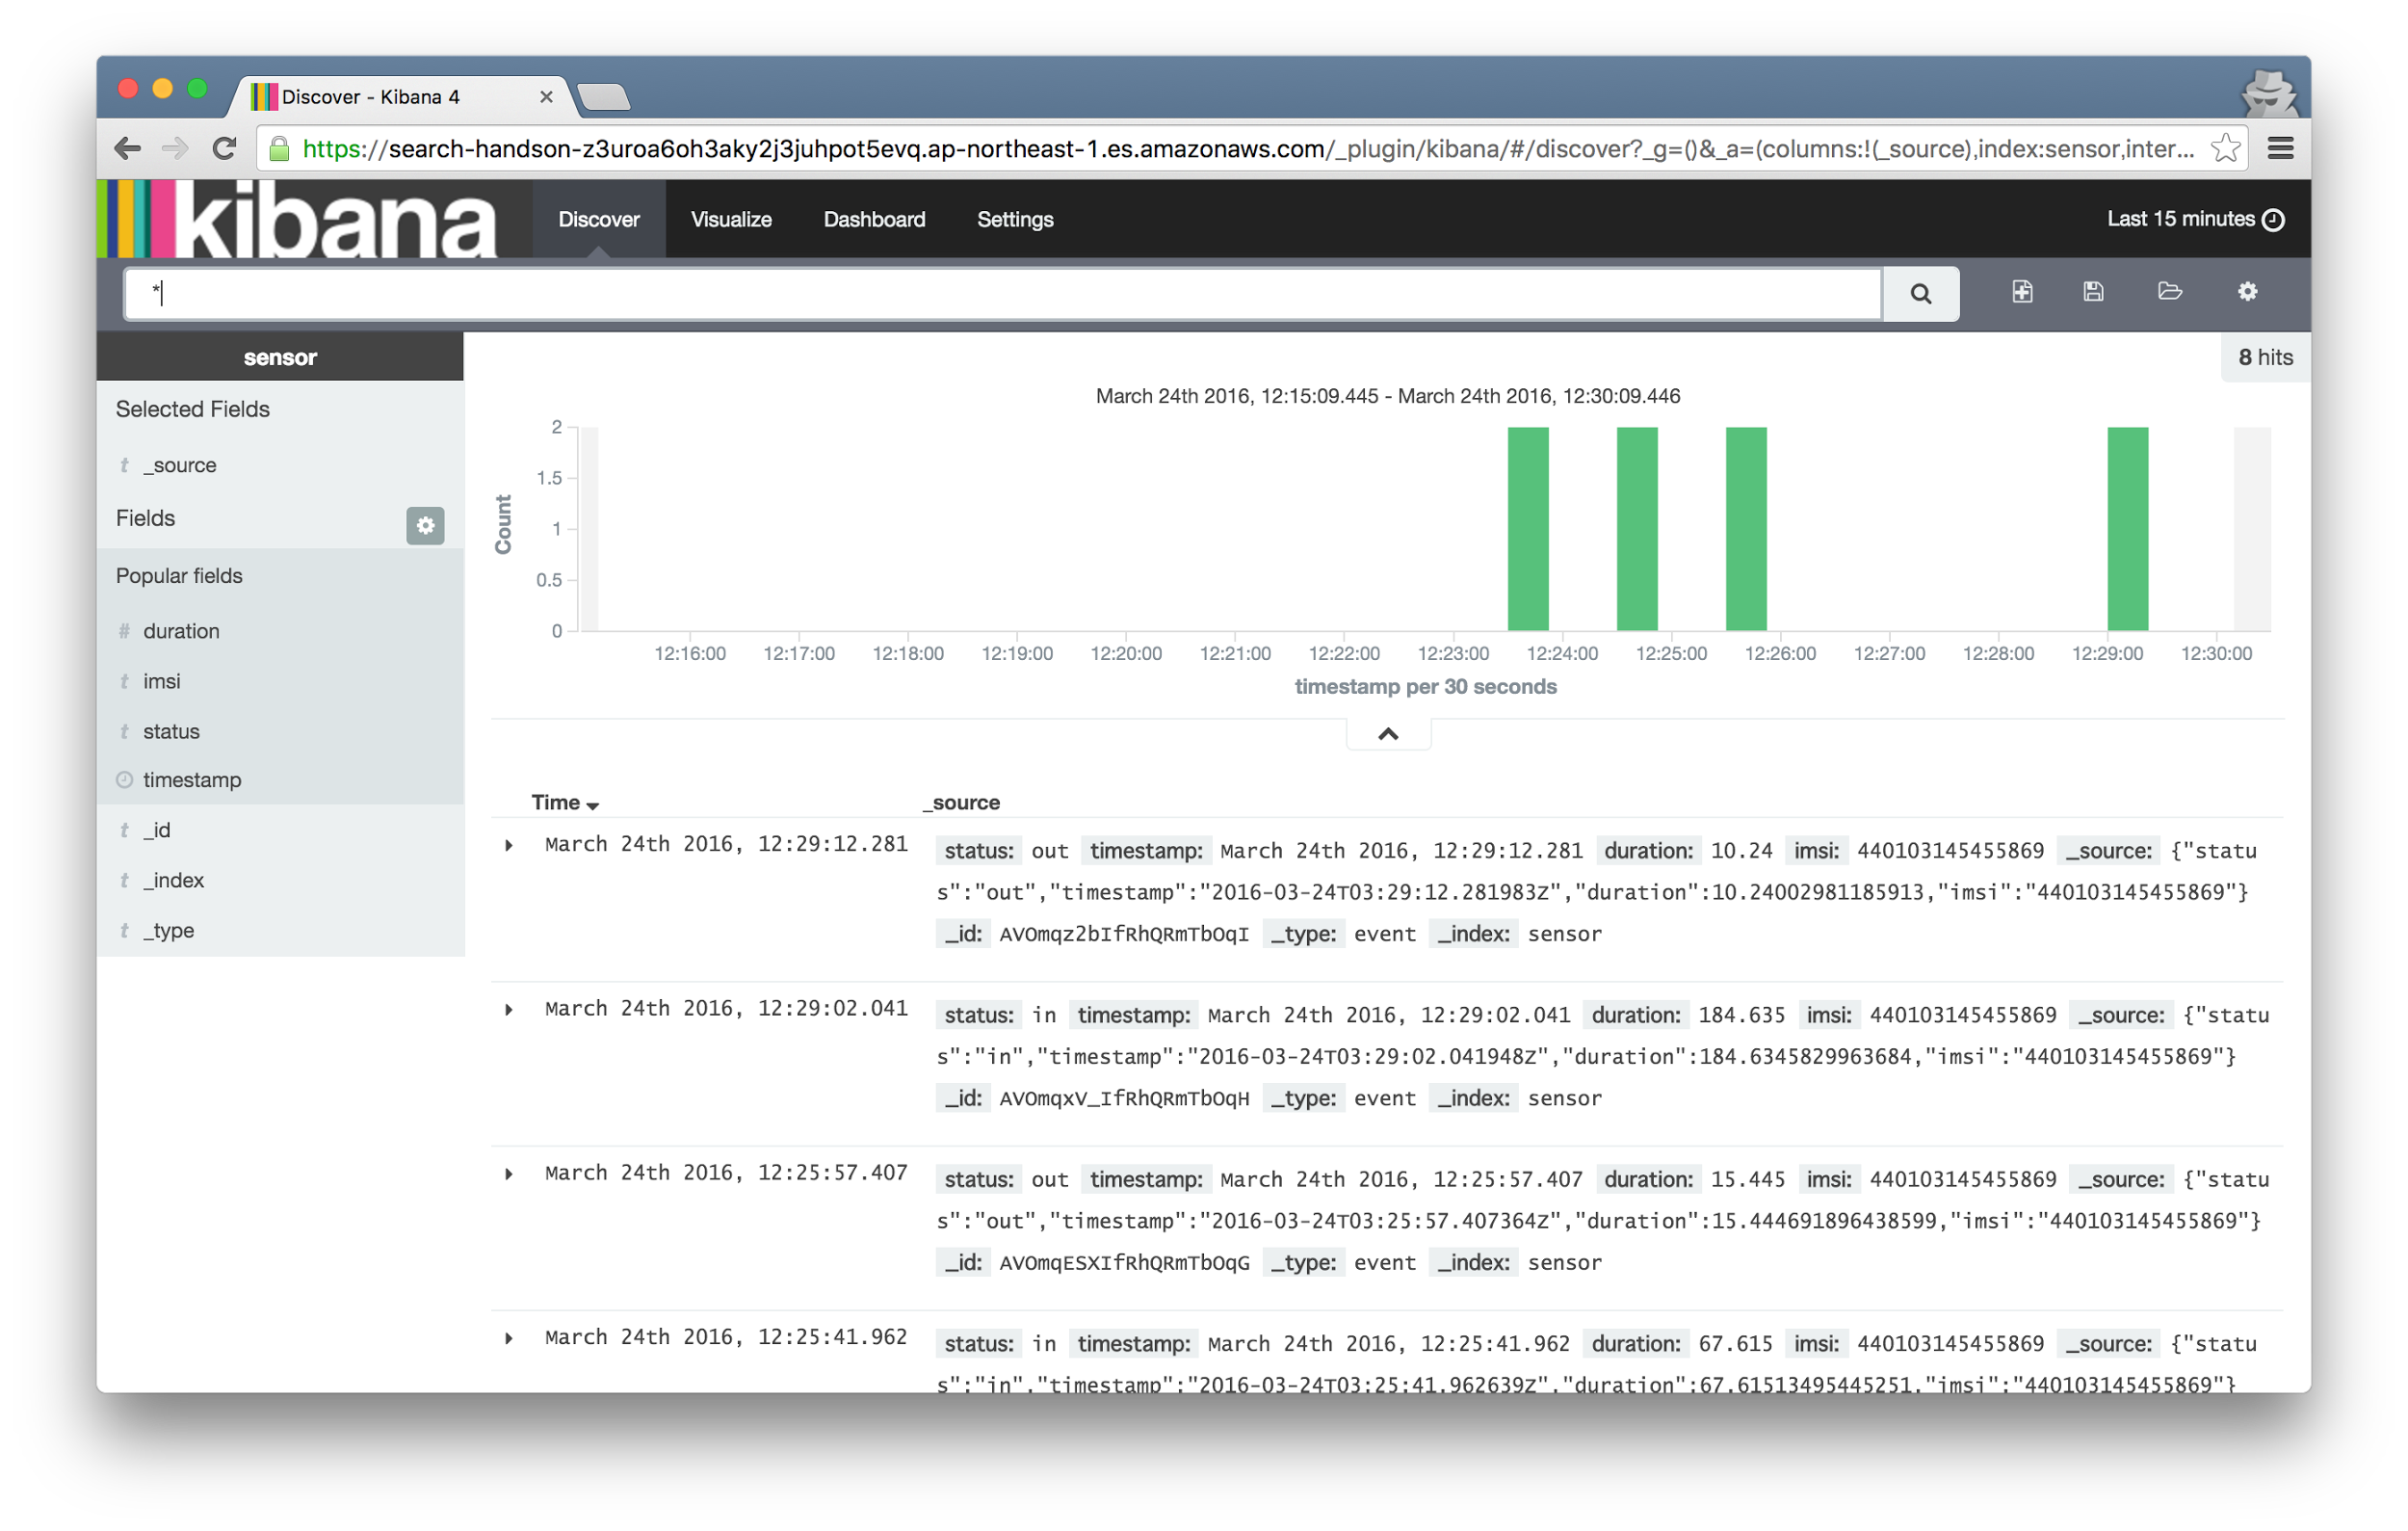 Discover - Kibana 4
https://search-handson-z3uroa6oh3aky2j3juhpot5evq.ap-northeast-1.es.amazonaws.com/_plugin/kibana/#/discover?_g=()&_a=(columns:!(_source),index:sensor,inter...
kibana Discover Visualize Dashboard Settings Last 15 minutes
*
sensor
8 hits
Selected Fields
t _source
Fields
Popular fields
# duration
t imsi
t status
timestamp
t _id
t _index
t _type
March 24th 2016, 12:15:09.445 - March 24th 2016, 12:30:09.446
Count
2
1.5
1
0.5
0
12:16:00 12:17:00 12:18:00 12:19:00 12:20:00 12:21:00 12:22:00 12:23:00 12:24:00 12:25:00 12:26:00 12:27:00 12:28:00 12:29:00 12:30:00
timestamp per 30 seconds
Time _source
March 24th 2016, 12:29:12.281 status: out timestamp: March 24th 2016, 12:29:12.281 duration: 10.24 imsi: 440103145455869 _source: {"statu
s":"out","timestamp":"2016-03-24T03:29:12.281983Z","duration":10.24002981185913,"imsi":"440103145455869"}
_id: AVOmqz2bIfRhQRmTbOqI _type: event _index: sensor
March 24th 2016, 12:29:02.041 status: in timestamp: March 24th 2016, 12:29:02.041 duration: 184.635 imsi: 440103145455869 _source: {"statu
s":"in","timestamp":"2016-03-24T03:29:02.041948Z","duration":184.6345829963684,"imsi":"440103145455869"}
_id: AVOmqxV_IfRhQRmTbOqH _type: event _index: sensor
March 24th 2016, 12:25:57.407 status: out timestamp: March 24th 2016, 12:25:57.407 duration: 15.445 imsi: 440103145455869 _source: {"statu
s":"out","timestamp":"2016-03-24T03:25:57.407364Z","duration":15.444691896438599,"imsi":"440103145455869"}
_id: AVOmqESXIfRhQRmTbOqG _type: event _index: sensor
March 24th 2016, 12:25:41.962 status: in timestamp: March 24th 2016, 12:25:41.962 duration: 67.615 imsi: 440103145455869 _source: {"statu
s":"in","timestamp":"2016-03-24T03:25:41.962639Z","duration":67.61513495445251,"imsi":"440103145455869"}